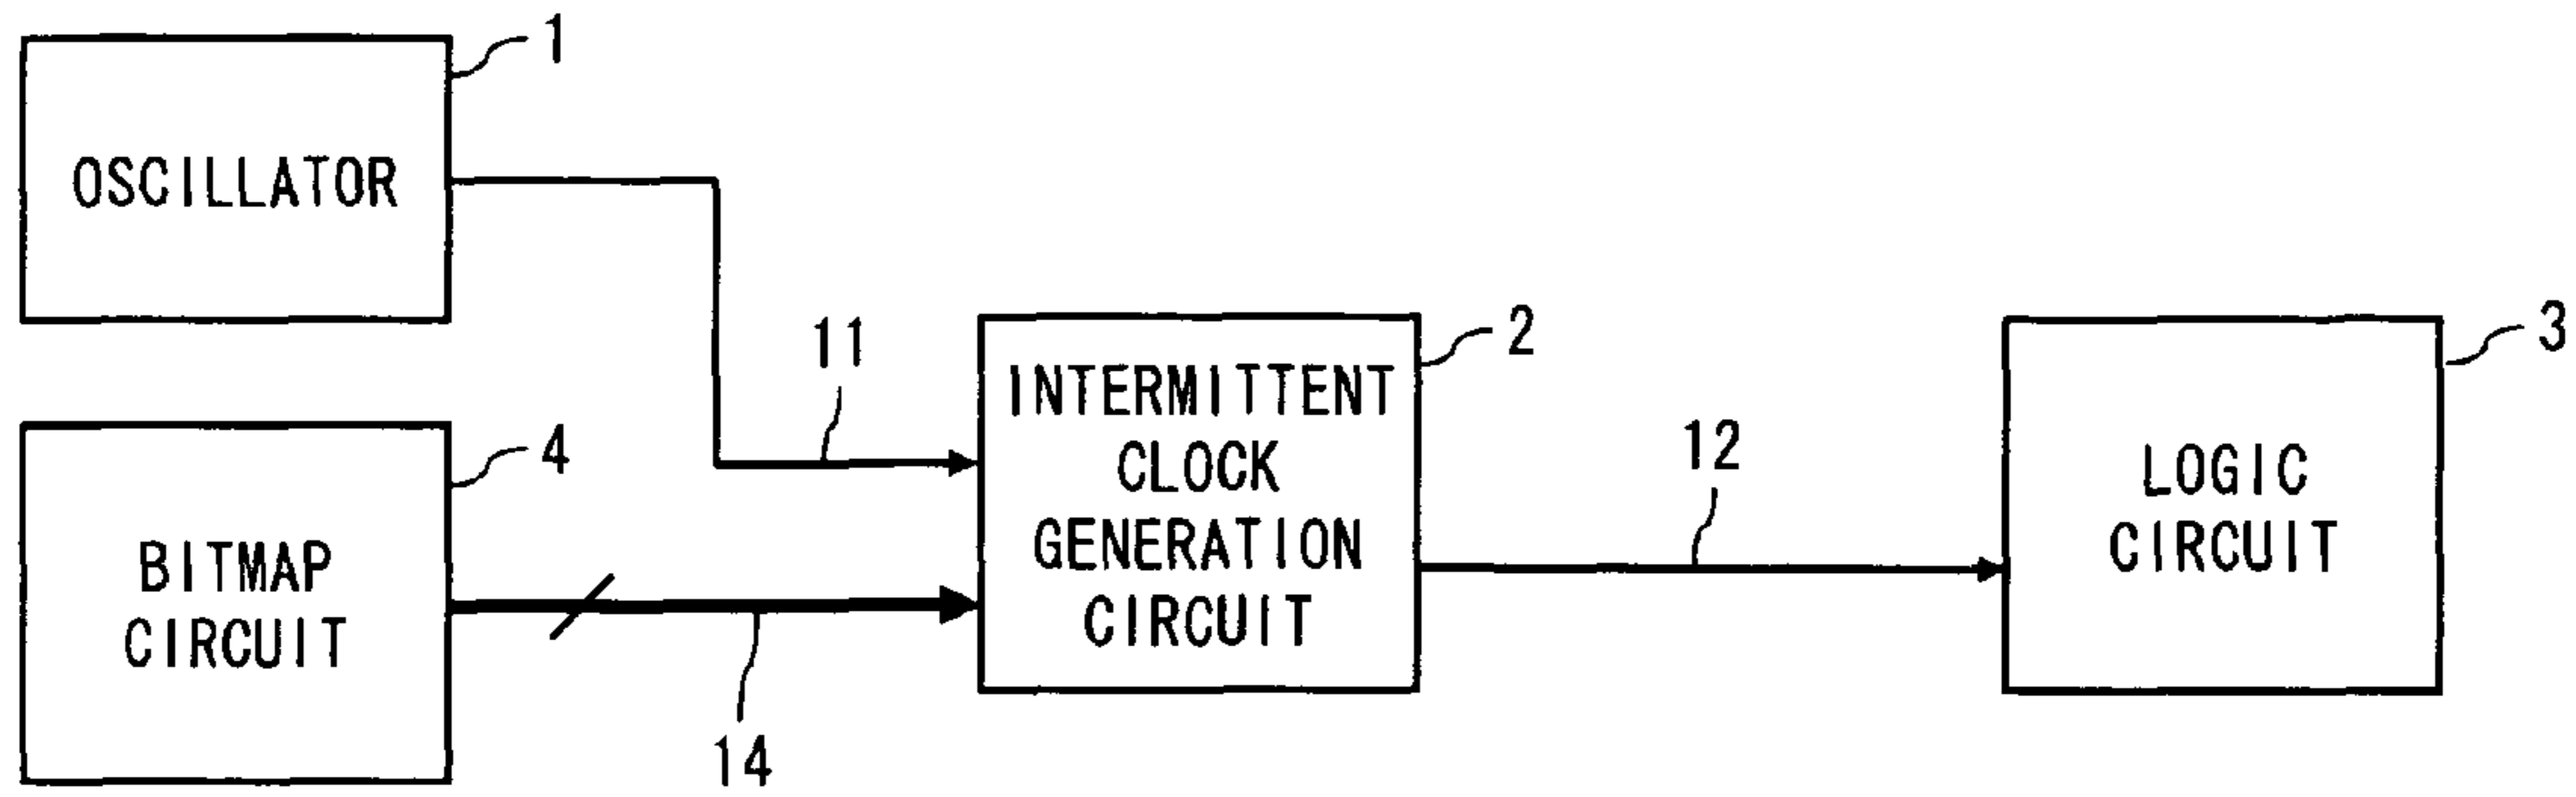 1
OSCILLATOR
11
2
3
INTERMITTENT
CLOCK
GENERATION
CIRCUIT
4
12
LOGIC
CIRCUIT
BITMAP
CIRCUIT
14